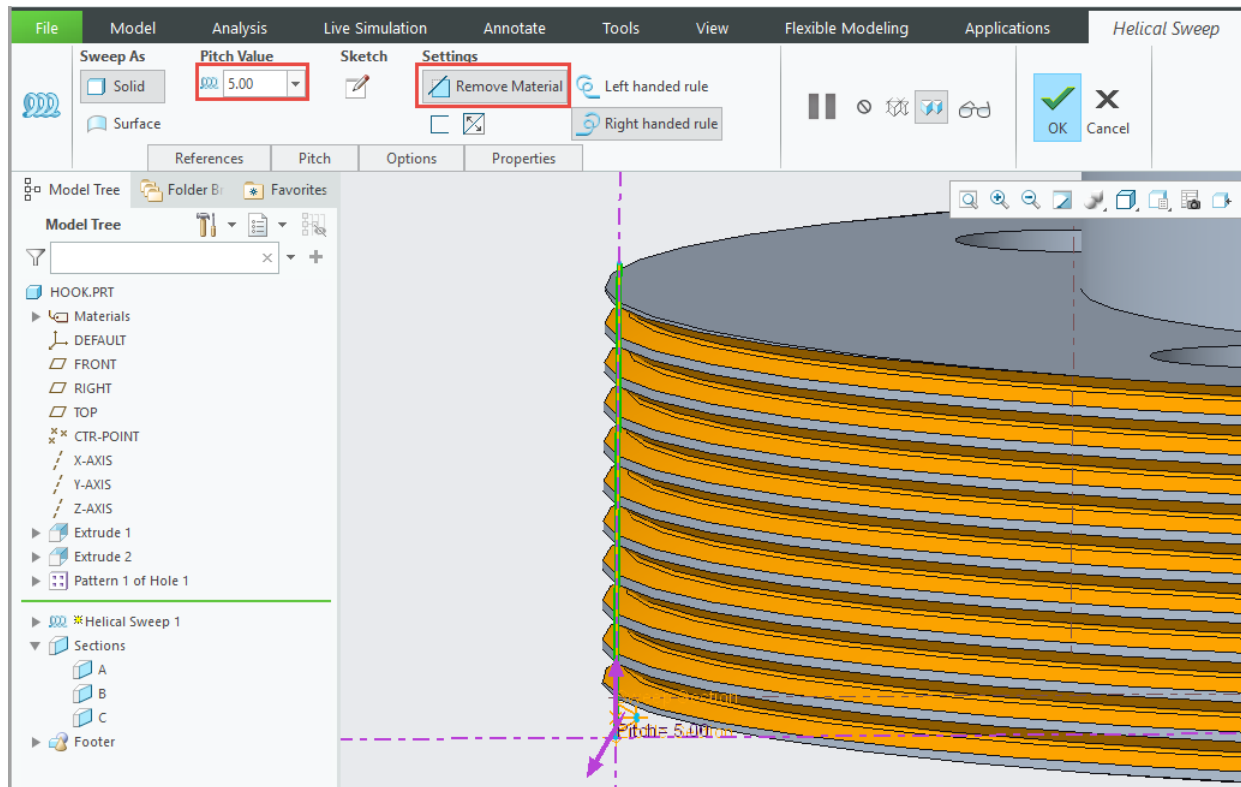 File Model Analysis Live Simulation Annotate Tools View Flexible Modeling Applications Helical Sweep
Sweep As Pitch Value Sketch Settings
Solid 5.00 Remove Material Left handed rule
Surface Right handed rule OK Cancel
References Pitch Options Properties
Model Tree Folder Br Favorites
Model Tree
HOOK.PRT
Materials
DEFAULT
FRONT
RIGHT
TOP
CTR-POINT
X-AXIS
Y-AXIS
Z-AXIS
Extrude 1
Extrude 2
Pattern 1 of Hole 1
Helical Sweep 1
Sections
A
B
C
Footer
Pitch= 5.00